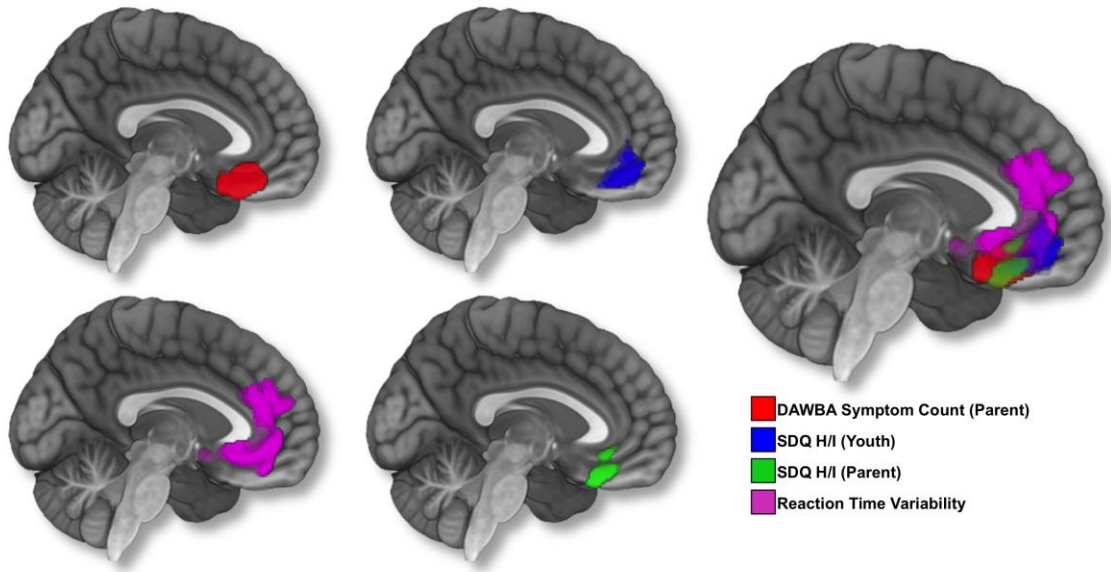 DAWBA Symptom Count (Parent)
SDQ H/I (Youth)
SDQ H/I (Parent)
Reaction Time Variability